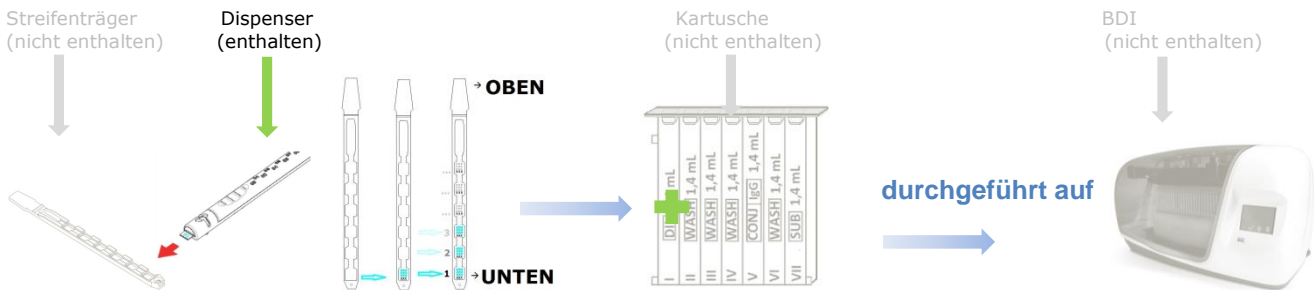 Streifenträger
(nicht enthalten)
Dispenser
(enthalten)
Kartusche
(nicht enthalten)
BDI
(nicht enthalten)
OBEN
3
2
1
UNTEN
I DI mL
II WASH 1,4 mL
III WASH 1,4 mL
IV WASH 1,4 mL
V CONJ IgG 1,4 mL
VI WASH 1,4 mL
VII SUB 1,4 mL
durchgeführt auf